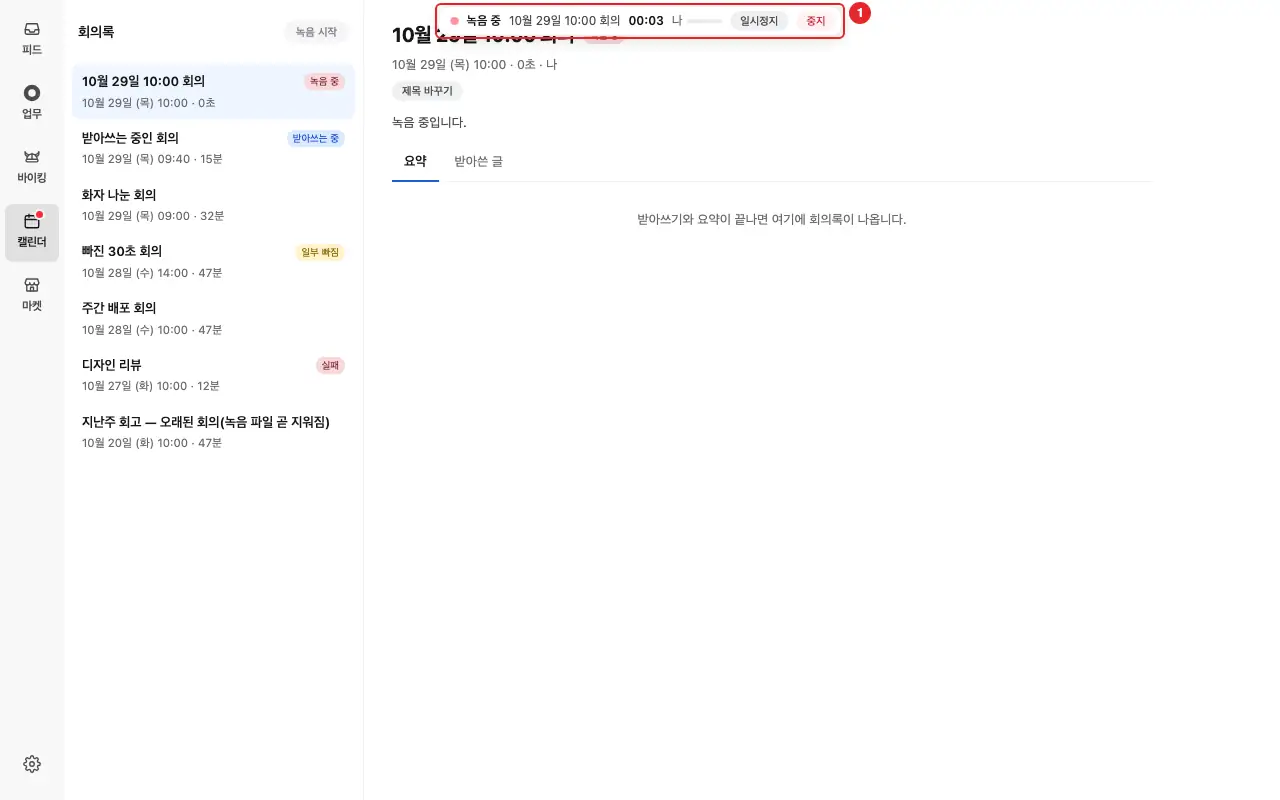 피드
업무
바이킹
캘린더
마켓
회의록
녹음 시작
10월 29일 10:00 회의
녹음 중
10월 29일 (목) 10:00 · 0초
받아쓰는 중인 회의
받아쓰는 중
10월 29일 (목) 09:40 · 15분
화자 나눈 회의
10월 29일 (목) 09:00 · 32분
빠진 30초 회의
일부 빠짐
10월 28일 (수) 14:00 · 47분
주간 배포 회의
10월 28일 (수) 10:00 · 47분
디자인 리뷰
실패
10월 27일 (화) 10:00 · 12분
지난주 회고 — 오래된 회의(녹음 파일 곧 지워짐)
10월 20일 (화) 10:00 · 47분
녹음 중 10월 29일 10:00 회의 00:03 나 일시정지 중지
1
10월
10월 29일 (목) 10:00 · 0초 · 나
제목 바꾸기
녹음 중입니다.
요약 받아쓴 글
받아쓰기와 요약이 끝나면 여기에 회의록이 나옵니다.